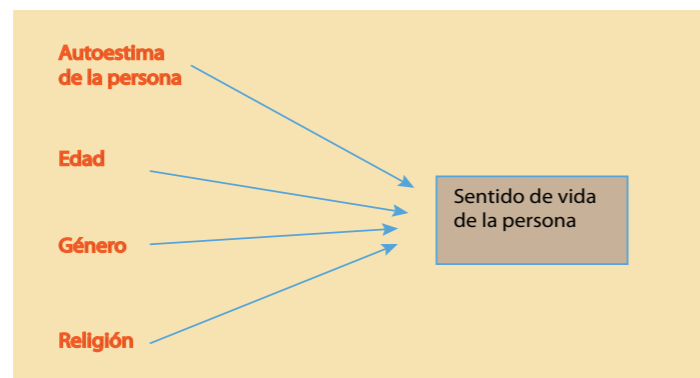 Autoestima
de la persona
Edad
Género
Religión
Sentido de vida
de la persona